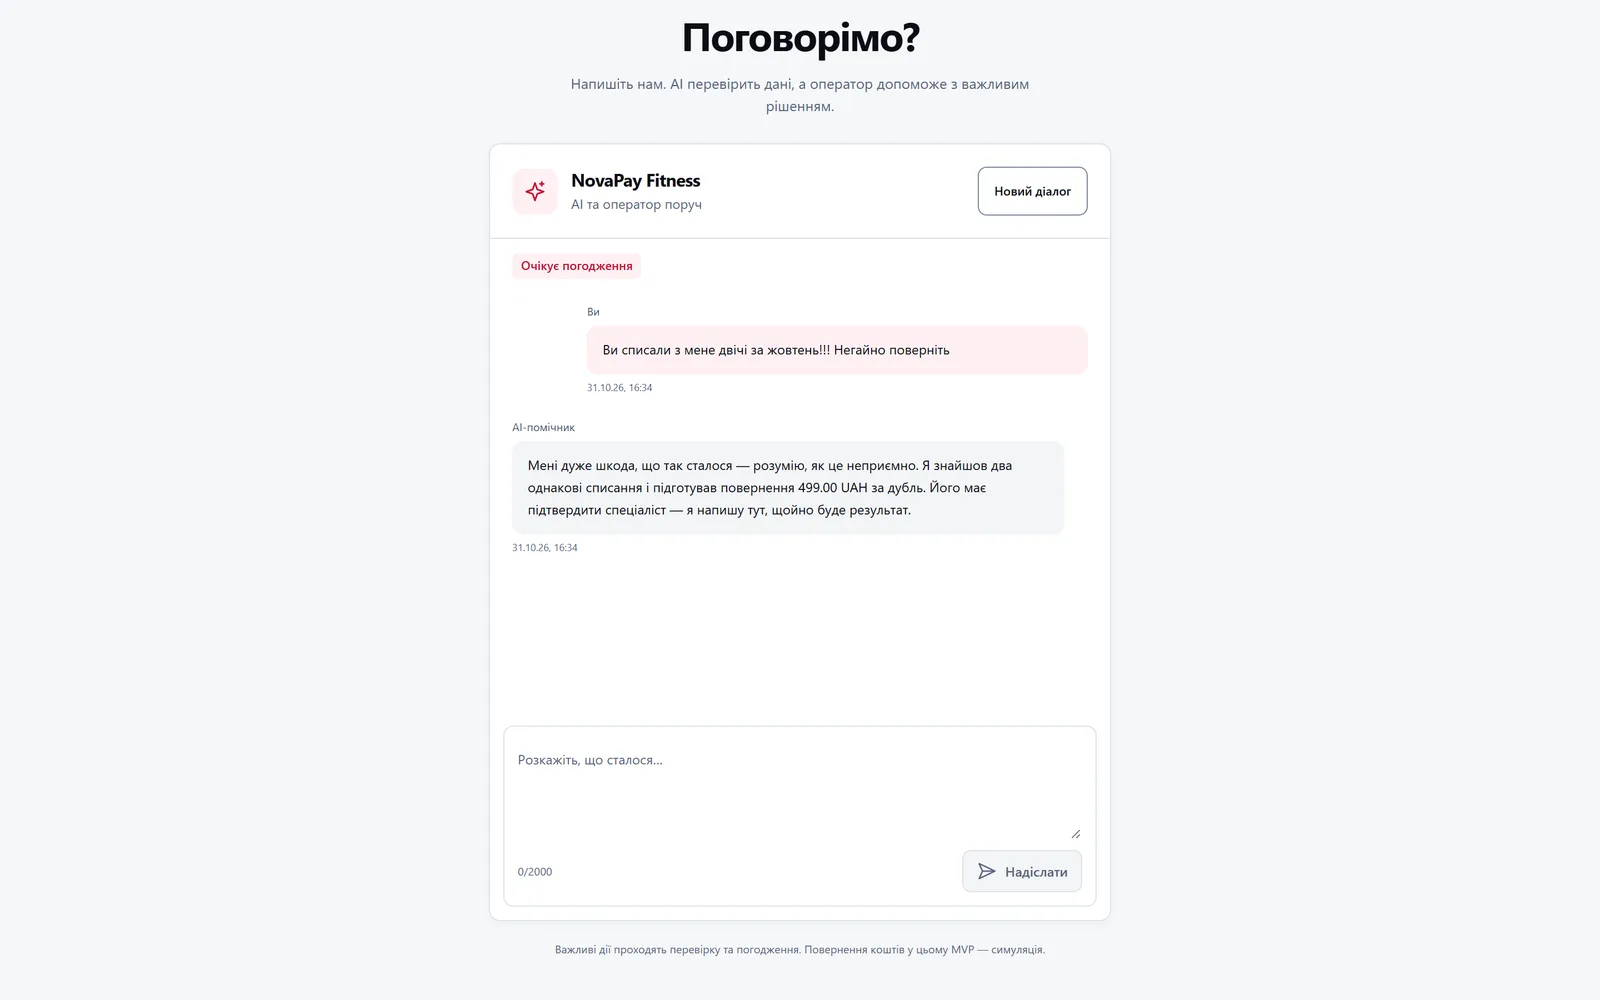 Поговорімо?
Напишіть нам. AI перевірить дані, а оператор допоможе з важливим
рішенням.
NovaPay Fitness
AI та оператор поруч
Новий діалог
Очікує погодження
Ви
Ви списали з мене двічі за жовтень!!! Негайно поверніть
31.10.26, 16:34
AI-помічник
Мені дуже шкода, що так сталося — розумію, як це неприємно. Я знайшов два
однакові списання і підготував повернення 499.00 UAH за дубль. Його має
підтвердити спеціаліст — я напишу тут, щойно буде результат.
31.10.26, 16:34
Розкажіть, що сталося...
0/2000
Надіслати
Важливі дії проходять перевірку та погодження. Повернення коштів у цьому MVP — симуляція.